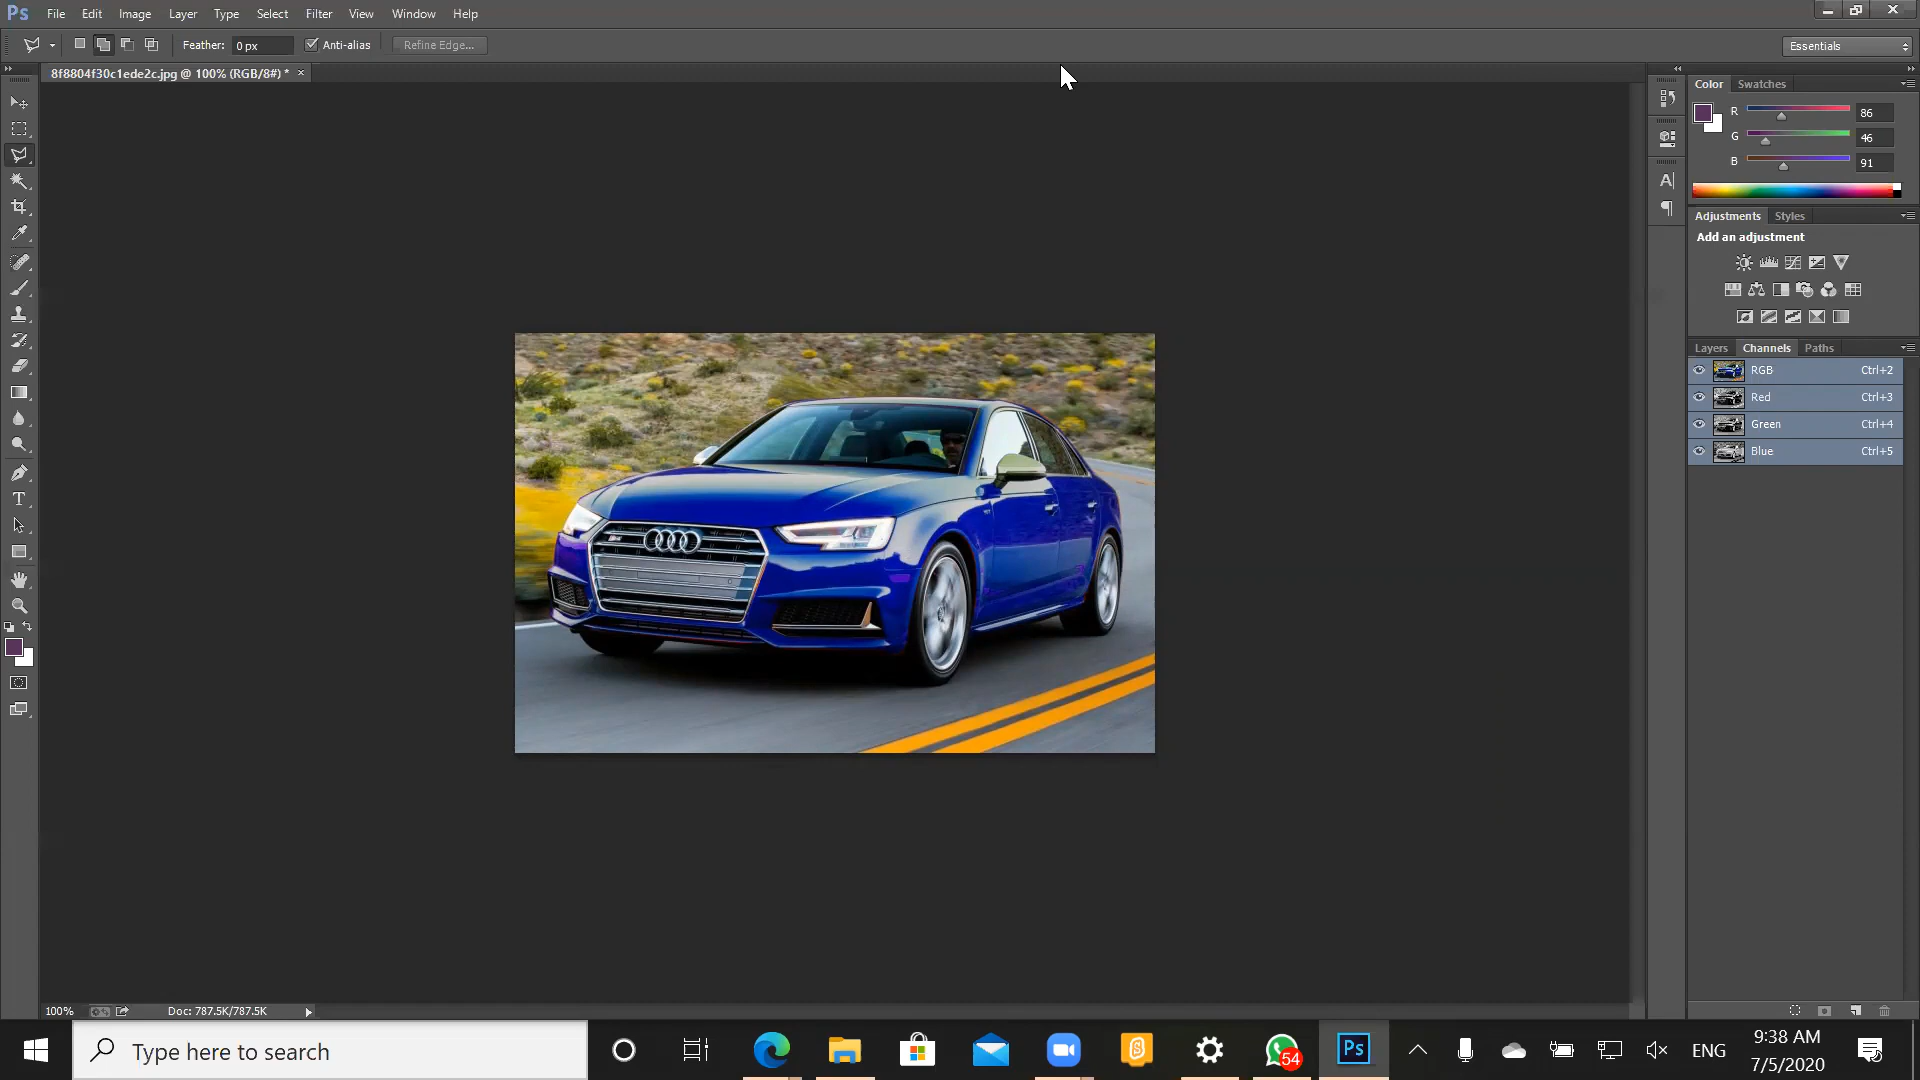 Ps File Edit Image Layer Type Select Filter View Window Help
Feather: 0 px Anti-alias Refine Edge... Essentials
8f8804f30c1ede2c.jpg @ 100% (RGB/8#) * ×
Color Swatches
R 86
G 46
B 91
Adjustments Styles
Add an adjustment
Layers Channels Paths
RGB Ctrl+2
Red Ctrl+3
Green Ctrl+4
Blue Ctrl+5
100% Doc: 787.5K/787.5K
Type here to search
54
Ps
ENG
9:38 AM
7/5/2020